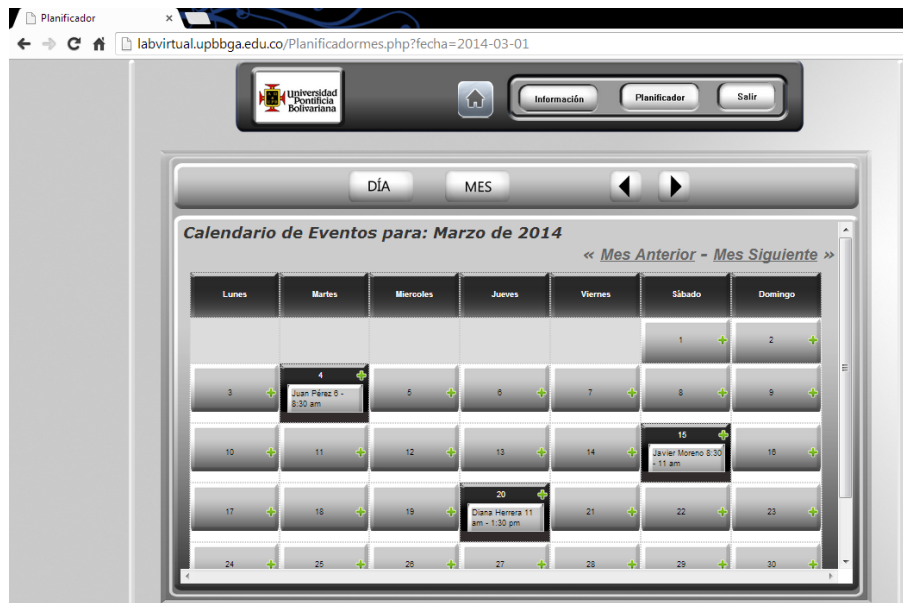 Planificador
labvirtual.upbbga.edu.co/Planificadormes.php?fecha=2014-03-01
Universidad
Pontificia
Bolivariana
Información
Planificador
Salir
DÍA
MES
Calendario de Eventos para: Marzo de 2014
« Mes Anterior - Mes Siguiente »
Lunes Martes Miercoles Jueves Viernes Sàbado Domingo
1 2
3 4 5 6 7 8 9
Juan Pérez 6 -
8:30 am
10 11 12 13 14 15 16
Javier Moreno 8:30
- 11 am
17 18 19 20 21 22 23
Diana Herrera 11
am - 1:30 pm
24 25 26 27 28 29 30